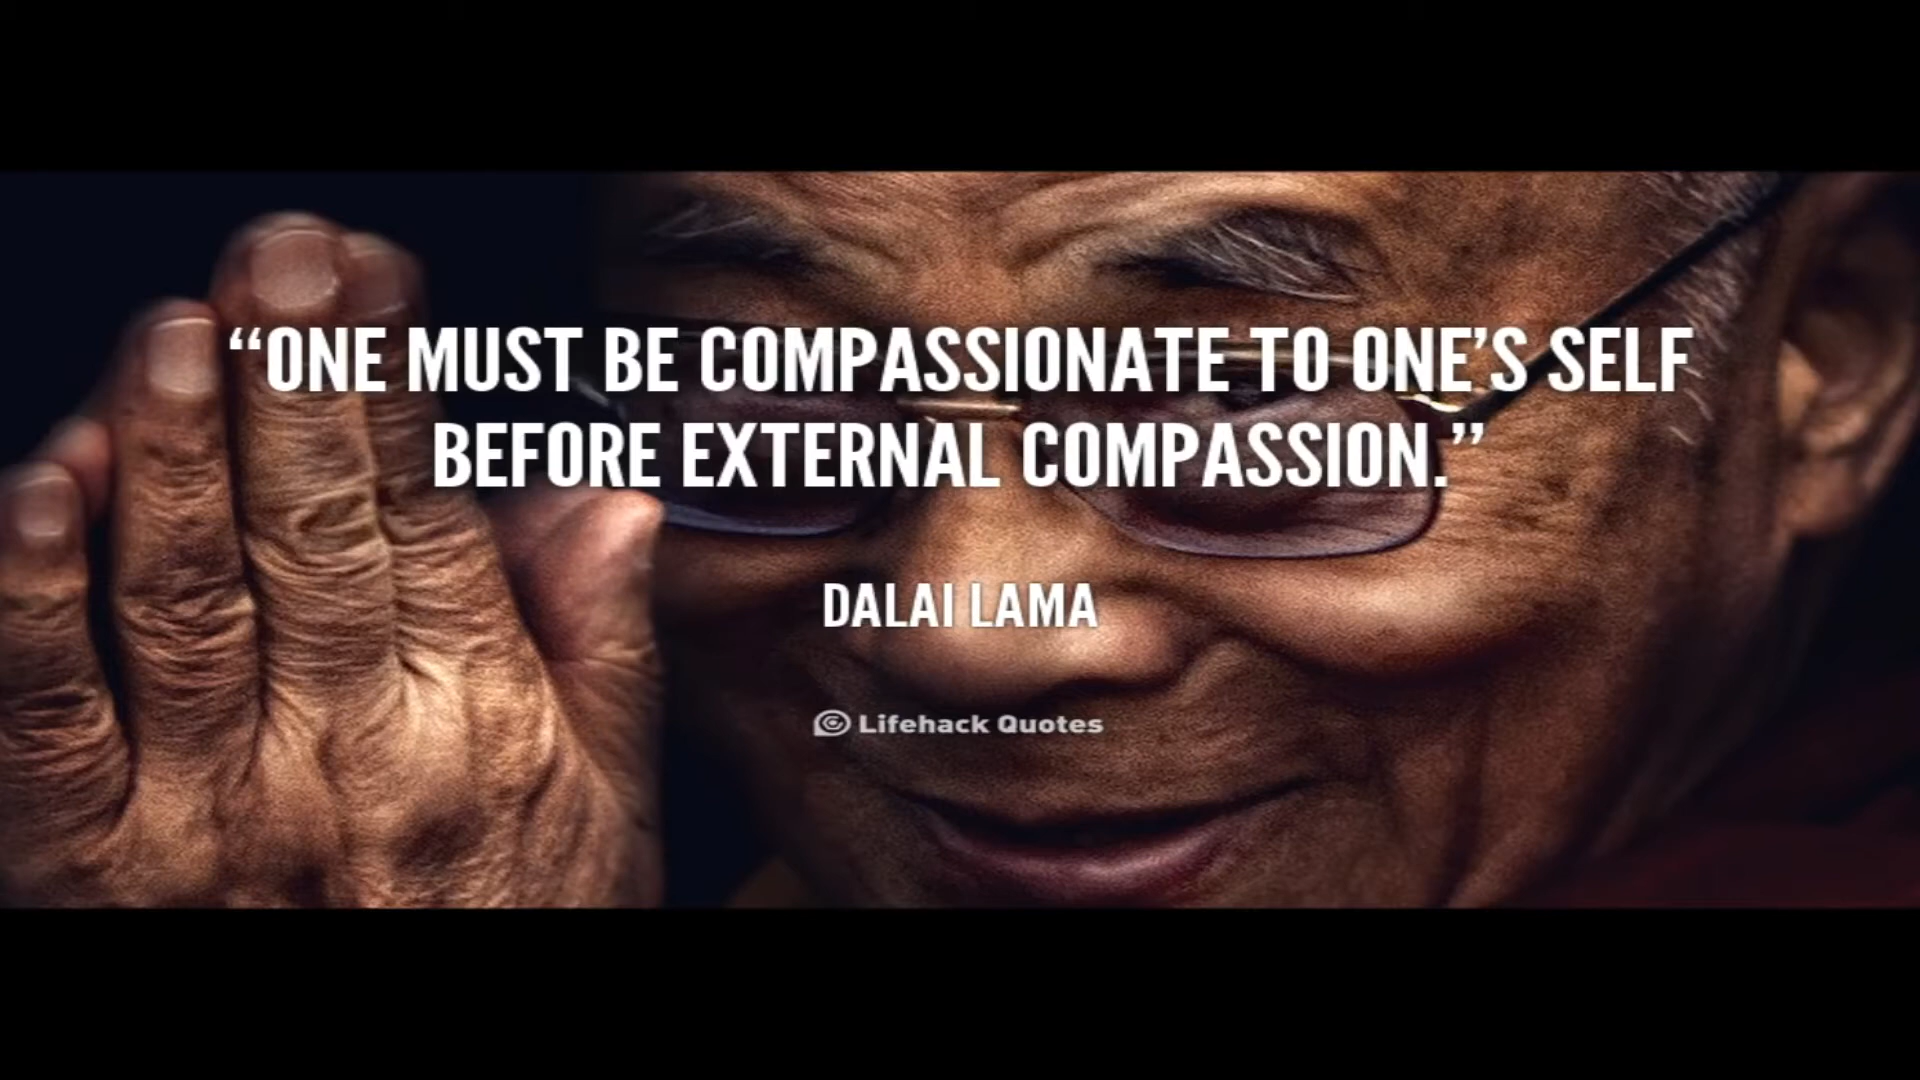 “ONE MUST BE COMPASSIONATE TO ONE’S SELF
BEFORE EXTERNAL COMPASSION.”
DALAI LAMA
Lifehack Quotes